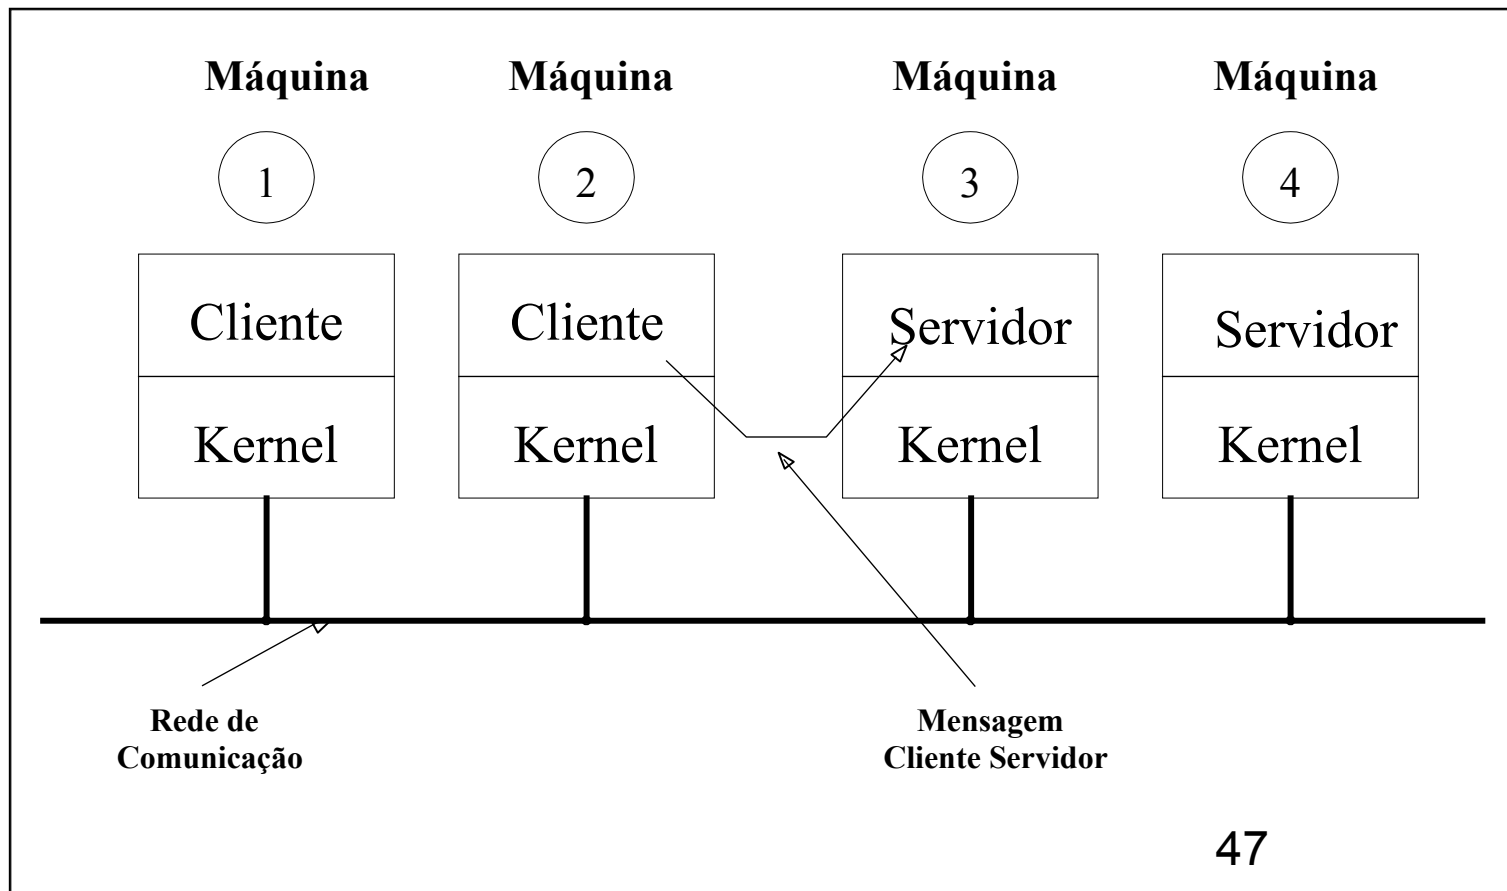 Máquina Máquina Máquina Máquina
1 2 3 4
Cliente Cliente Servidor Servidor
Kernel Kernel Kernel Kernel
Rede de
Comunicação
Mensagem
Cliente Servidor
47